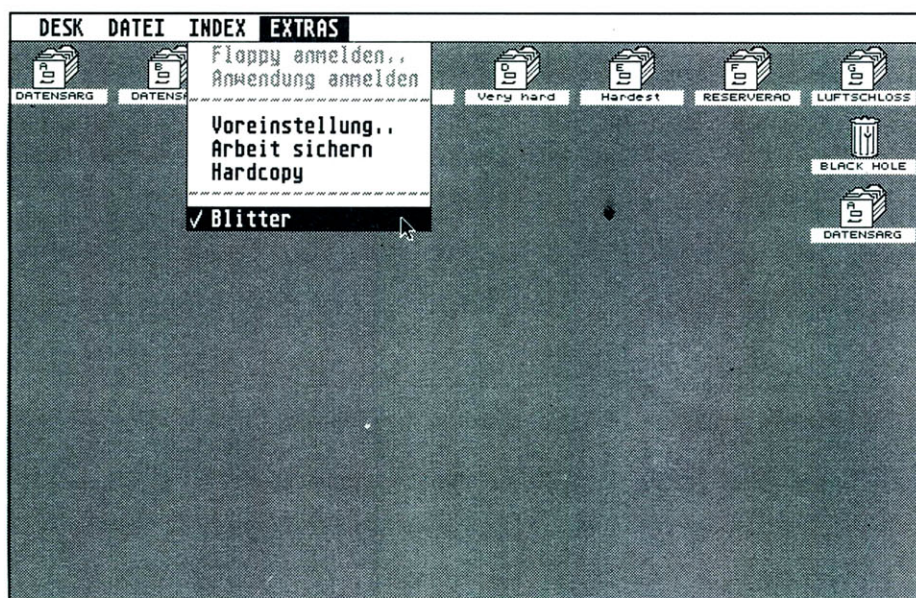 DESK DATEI INDEX EXTRAS
Floppy anmelden..
Anwendung anmelden
Voreinstellung..
Arbeit sichern
Hardcopy
✓ Blitter
A
DATENSARG
B
D
Very hard
E
Hardest
F
RESERVERAD
G
LUFTSCHLOSS
BLACK HOLE
A
DATENSARG